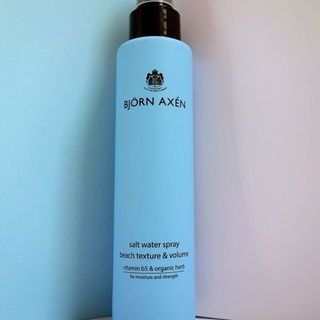 BJÖRN AXÉN
salt water spray
beach texture & volume
vitamin b5 & organic herb
for moisture and strength